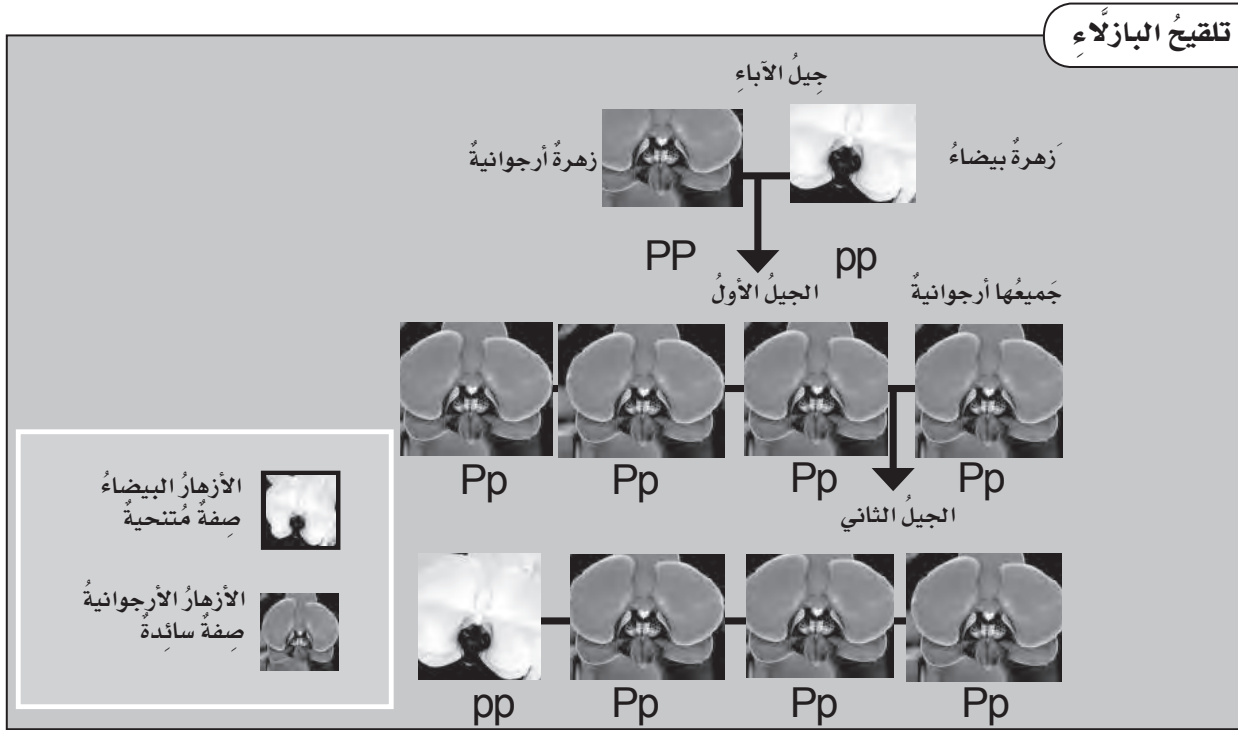 تلقيحُ البازلَّاءِ
جِيلُ الآباءِ
َزهرةٌ بيضاءُ
زهرةٌ أرجوانيةٌ
PP
pp
الجيلُ الأولُ
جَميعُها أرجوانيةٌ
Pp
Pp
Pp
Pp
الجيلُ الثاني
الأزهارُ البيضاءُ
صِفةٌ مُتنحيةٌ
الأزهارُ الأرجوانيةُ
صِفةٌ سائِدةٌ
pp
Pp
Pp
Pp